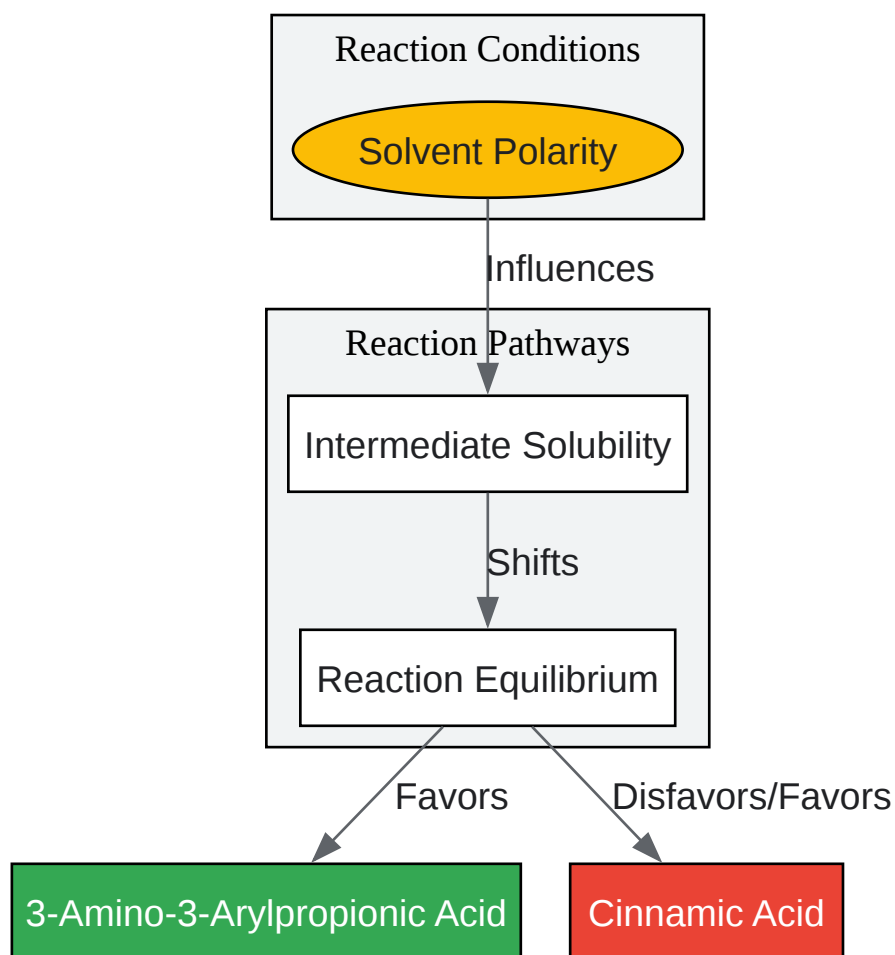 Reaction Conditions
Solvent Polarity
Influences
Reaction Pathways
Intermediate Solubility
Shifts
Reaction Equilibrium
Favors
Disfavors/Favors
3-Amino-3-Arylpropionic Acid
Cinnamic Acid